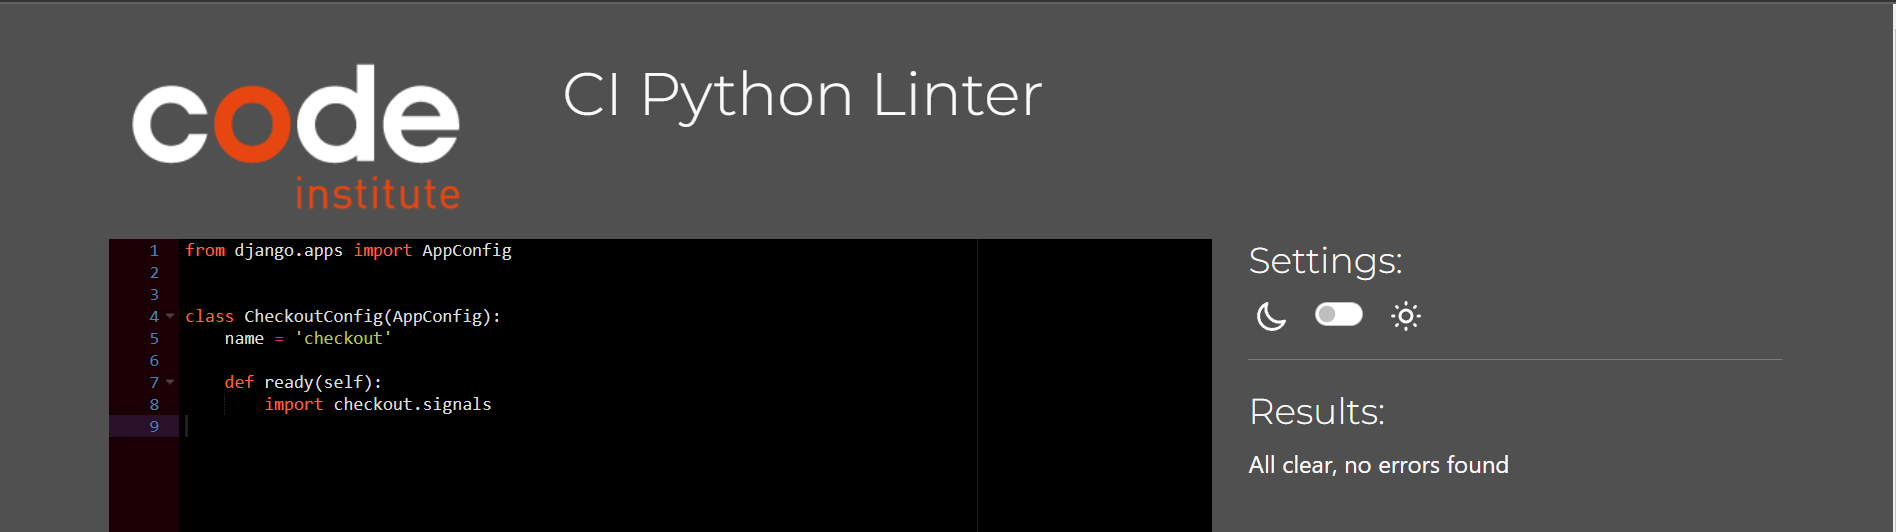 code
institute
CI Python Linter
1 from django.apps import AppConfig
2
3
4 class CheckoutConfig(AppConfig):
5     name = 'checkout'
6
7     def ready(self):
8         import checkout.signals
9
Settings:
Results:
All clear, no errors found